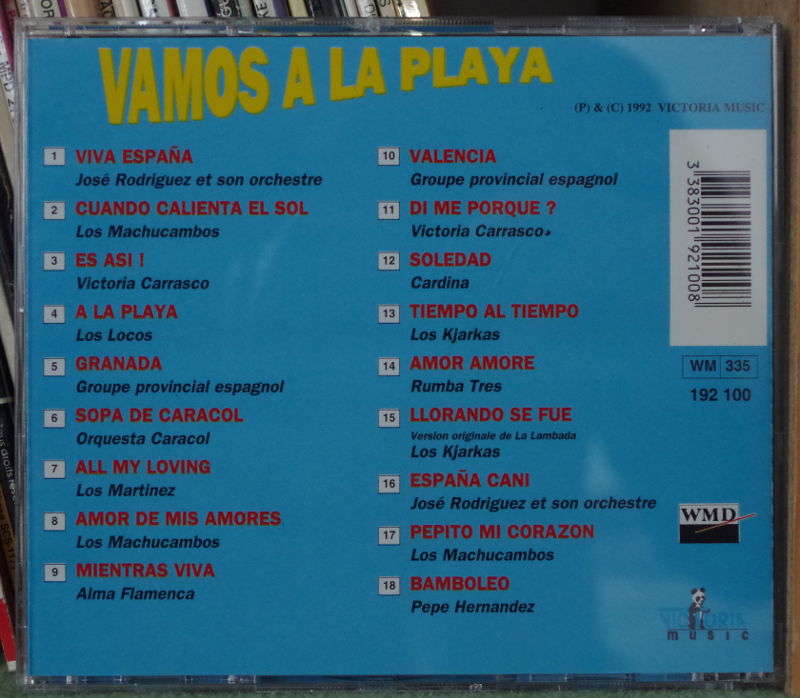 VAMOS A LA PLAYA
(P) & (C) 1992 VICTORIA MUSIC
1 VIVA ESPAÑA
José Rodriguez et son orchestre
2 CUANDO CALIENTA EL SOL
Los Machucambos
3 ES ASI !
Victoria Carrasco
4 A LA PLAYA
Los Locos
5 GRANADA
Groupe provincial espagnol
6 SOPA DE CARACOL
Orquesta Caracol
7 ALL MY LOVING
Los Martinez
8 AMOR DE MIS AMORES
Los Machucambos
9 MIENTRAS VIVA
Alma Flamenca
10 VALENCIA
Groupe provincial espagnol
11 DI ME PORQUE ?
Victoria Carrasco
12 SOLEDAD
Cardina
13 TIEMPO AL TIEMPO
Los Kjarkas
14 AMOR AMORE
Rumba Tres
15 LLORANDO SE FUE
Version originale de La Lambada
Los Kjarkas
16 ESPAÑA CANI
José Rodriguez et son orchestre
17 PEPITO MI CORAZON
Los Machucambos
18 BAMBOLEO
Pepe Hernandez
3 383001 921008
WM 335
192 100
WMD
VICTORIA
music